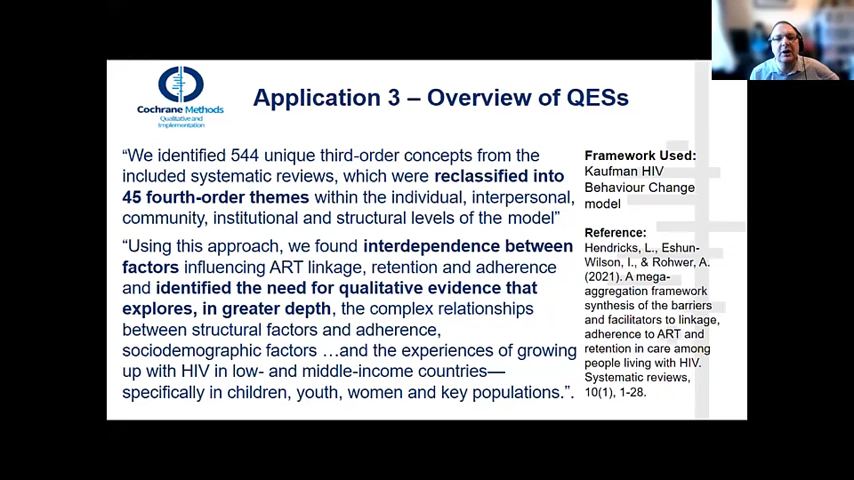 Cochrane Methods
Qualitative and
Implementation
Application 3 – Overview of QESs
“We identified 544 unique third-order concepts from the
included systematic reviews, which were reclassified into
45 fourth-order themes within the individual, interpersonal,
community, institutional and structural levels of the model”
“Using this approach, we found interdependence between
factors influencing ART linkage, retention and adherence
and identified the need for qualitative evidence that
explores, in greater depth, the complex relationships
between structural factors and adherence,
sociodemographic factors …and the experiences of growing
up with HIV in low- and middle-income countries—
specifically in children, youth, women and key populations.”.
Framework Used:
Kaufman HIV
Behaviour Change
model
Reference:
Hendricks, L., Eshun-
Wilson, I., & Rohwer, A.
(2021). A mega-
aggregation framework
synthesis of the barriers
and facilitators to linkage,
adherence to ART and
retention in care among
people living with HIV.
Systematic reviews,
10(1), 1-28.